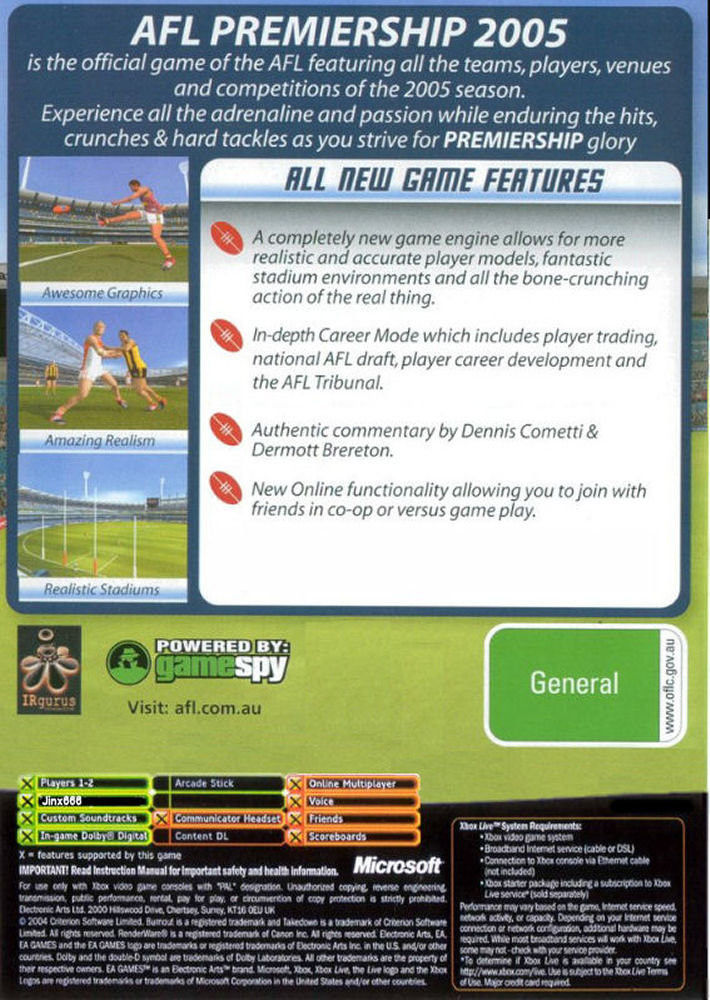 AFL PREMIERSHIP 2005
is the official game of the AFL featuring all the teams, players, venues
and competitions of the 2005 season.
Experience all the adrenaline and passion while enduring the hits,
crunches & hard tackles as you strive for PREMIERSHIP glory
ALL NEW GAME FEATURES
A completely new game engine allows for more
realistic and accurate player models, fantastic
stadium environments and all the bone-crunching
action of the real thing.
In-depth Career Mode which includes player trading,
national AFL draft, player career development and
the AFL Tribunal.
Authentic commentary by Dennis Cometti &
Dermott Brereton.
New Online functionality allowing you to join with
friends in co-op or versus game play.
Awesome Graphics
Amazing Realism
Realistic Stadiums
IRgurus
POWERED BY:
gamespy
Visit: afl.com.au
General
www.oflc.gov.au
X Players 1-2
Arcade Stick
X Online Multiplayer
X Jinx666
X Voice
X Custom Soundtracks
X Communicator Headset
X Friends
X In-game Dolby® Digital
Content DL
X Scoreboards
X = features supported by this game
IMPORTANT! Read Instruction Manual for important safety and health information.
Microsoft
For use only with Xbox video game consoles with "PAL" designation. Unauthorized copying, reverse engineering,
transmission, public performance, rental, pay for play, or circumvention of copy protection is strictly prohibited.
Electronic Arts Ltd. 2000 Hillswood Drive, Chertsey, Surrey, KT16 0EU UK
© 2004 Criterion Software Limited. Burnout is a registered trademark and Takedown is a trademark of Criterion Software
Limited. All rights reserved. RenderWare® is a registered trademark of Canon Inc. All rights reserved. Electronic Arts, EA,
EA GAMES and the EA GAMES logo are trademarks or registered trademarks of Electronic Arts Inc. in the U.S. and/or other
countries. Dolby and the double-D symbol are trademarks of Dolby Laboratories. All other trademarks are the property of
their respective owners. EA GAMES™ is an Electronic Arts™ brand. Microsoft, Xbox, Xbox Live, the Live logo and the Xbox
Logos are registered trademarks or trademarks of Microsoft Corporation in the United States and/or other countries.
Xbox Live™ System Requirements:
• Xbox video game system
• Broadband Internet service (cable or DSL)
• Connection to Xbox console via Ethernet cable
(not included)
• Xbox starter package including a subscription to Xbox
Live service* (sold separately)
Performance may vary based on the game, Internet service speed,
network activity, or capacity. Depending on your Internet service
connection or network configuration, additional hardware may be
required. While most broadband services will work with Xbox Live,
some may not - check with your service provider.
*To determine if Xbox Live is available in your country see
http://www.xbox.com/live. Use is subject to the Xbox Live Terms
of Use. Major credit card required.